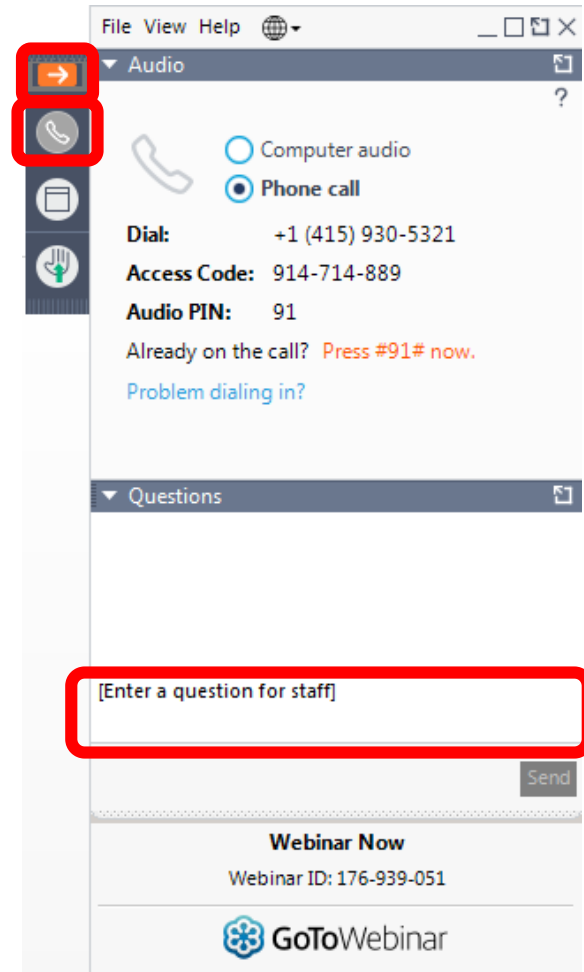 File View Help
Audio
?
Computer audio
Phone call
Dial: +1 (415) 930-5321
Access Code: 914-714-889
Audio PIN: 91
Already on the call? Press #91# now.
Problem dialing in?
Questions
[Enter a question for staff]
Send
Webinar Now
Webinar ID: 176-939-051
GoToWebinar